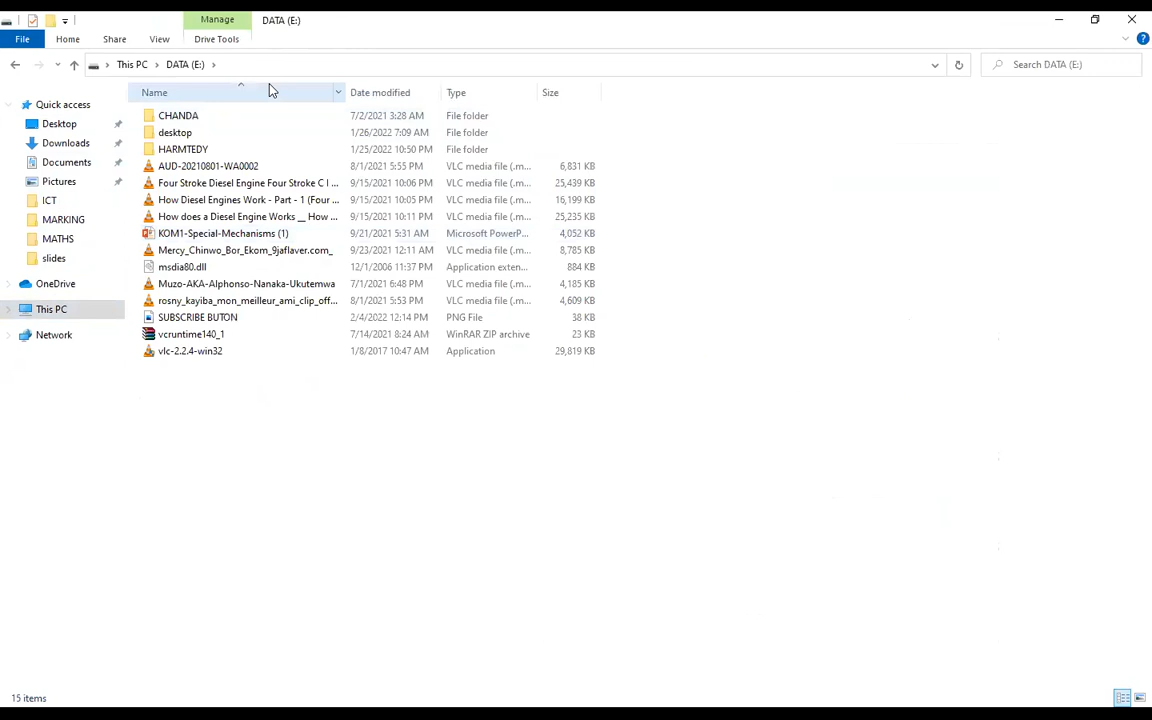 Manage DATA (E:)
File Home Share View Drive Tools
This PC DATA (E:) Search DATA (E:)
Name Date modified Type Size
Quick access
Desktop
Downloads
Documents
Pictures
ICT
MARKING
MATHS
slides
OneDrive
This PC
Network
CHANDA 7/2/2021 3:28 AM File folder
desktop 1/26/2022 7:09 AM File folder
HARMTEDY 1/25/2022 10:50 PM File folder
AUD-20210801-WA0002 8/1/2021 5:55 PM VLC media file (.m... 6,831 KB
Four Stroke Diesel Engine Four Stroke C I ... 9/15/2021 10:06 PM VLC media file (.m... 25,439 KB
How Diesel Engines Work - Part - 1 (Four ... 9/15/2021 10:05 PM VLC media file (.m... 16,199 KB
How does a Diesel Engine Works __ How ... 9/15/2021 10:11 PM VLC media file (.m... 25,235 KB
KOM1-Special-Mechanisms (1) 9/21/2021 5:31 AM Microsoft PowerP... 4,052 KB
Mercy_Chinwo_Bor_Ekom_9jaflaver.com_ 9/23/2021 12:11 AM VLC media file (.m... 8,785 KB
msdia80.dll 12/1/2006 11:37 PM Application exten... 884 KB
Muzo-AKA-Alphonso-Nanaka-Ukutemwa 7/1/2021 6:48 PM VLC media file (.m... 4,185 KB
rosny_kayiba_mon_meilleur_ami_clip_off... 8/1/2021 5:53 PM VLC media file (.m... 4,609 KB
SUBSCRIBE BUTON 2/4/2022 12:14 PM PNG File 38 KB
vcruntime140_1 7/14/2021 8:24 AM WinRAR ZIP archive 23 KB
vlc-2.2.4-win32 1/8/2017 10:47 AM Application 29,819 KB
15 items